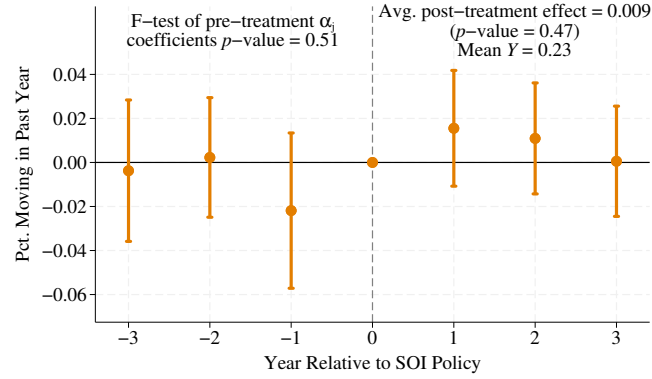 F-test of pre-treatment αj
coefficients p-value = 0.51
Avg. post-treatment effect = 0.009
(p-value = 0.47)
Mean Y = 0.23
Pct. Moving in Past Year
0.04
0.02
0.00
−0.02
−0.04
−0.06
−3 −2 −1 0 1 2 3
Year Relative to SOI Policy